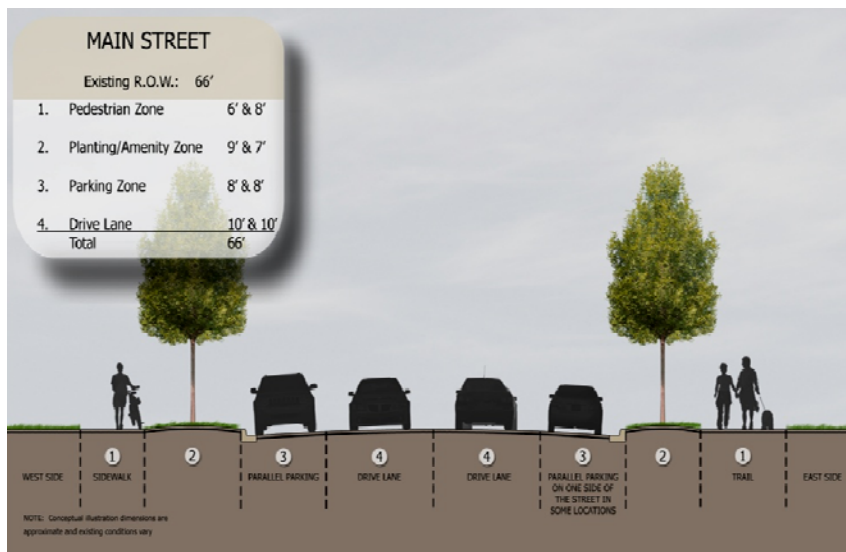 MAIN STREET
Existing R.O.W.: 66'
1. Pedestrian Zone 6' & 8'
2. Planting/Amenity Zone 9' & 7'
3. Parking Zone 8' & 8'
4. Drive Lane 10' & 10'
Total 66'
1 2 3 4 4 3 2 1
WEST SIDE SIDEWALK PARALLEL PARKING DRIVE LANE DRIVE LANE PARALLEL PARKING TRAIL EAST SIDE
ON ONE SIDE OF
THE STREET IN
SOME LOCATIONS
NOTE: Conceptual illustration dimensions are
approximate and existing conditions vary